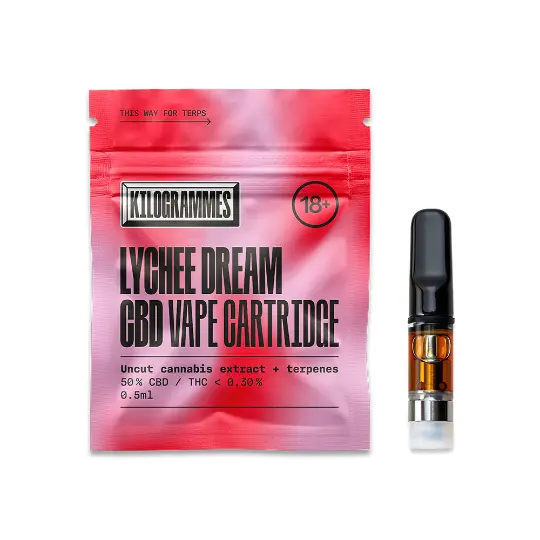 THIS WAY FOR TERPS
KILOGRAMMES
18+
LYCHEE DREAM
CBD VAPE CARTRIDGE
Uncut cannabis extract + terpenes
50% CBD / THC < 0.30%
0.5ml